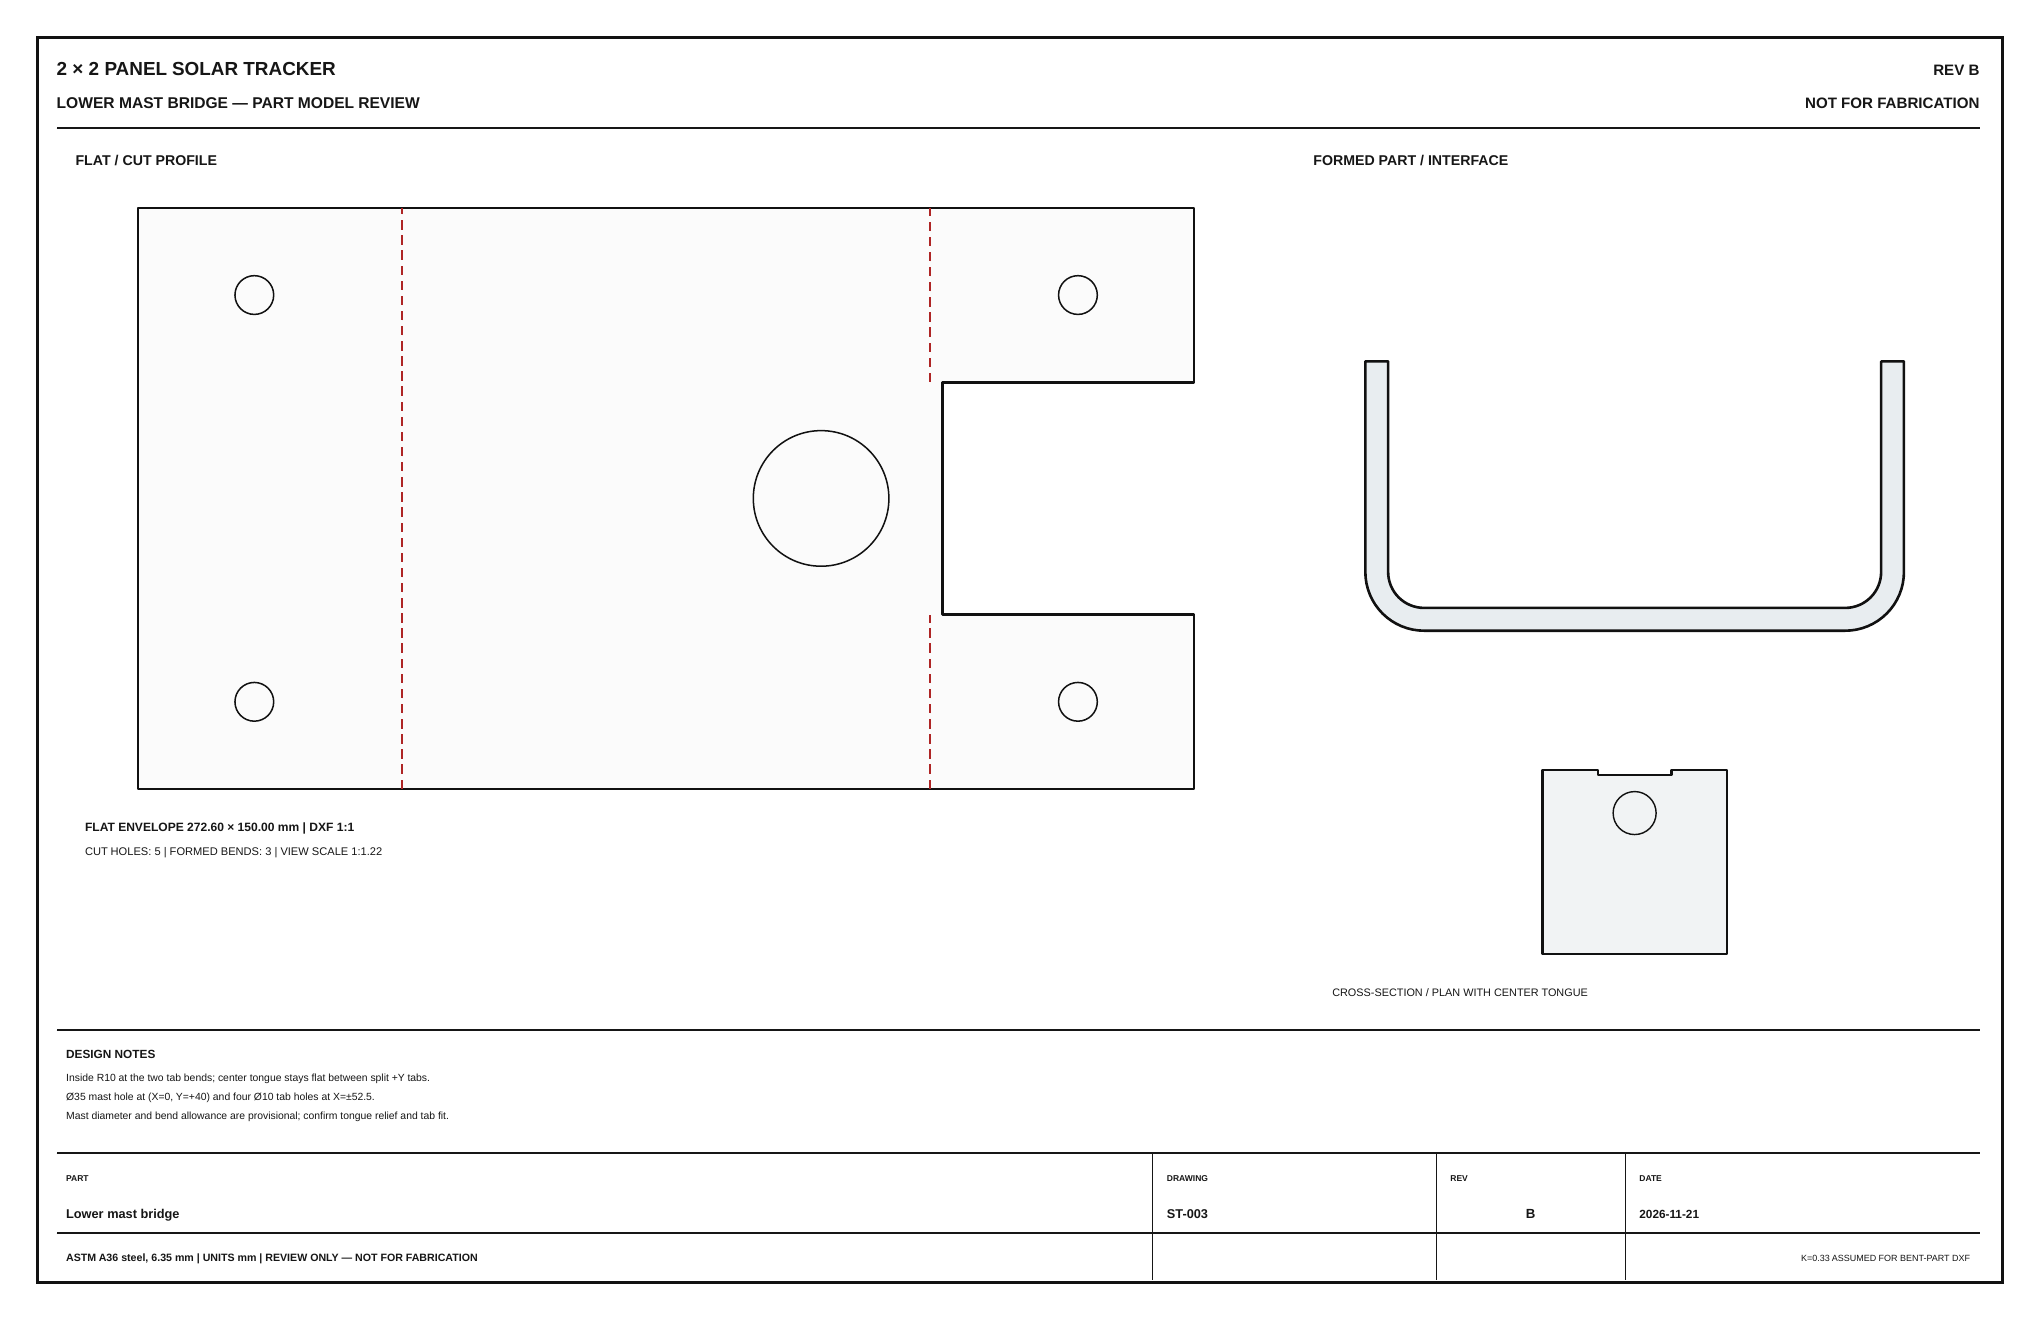 2 × 2 PANEL SOLAR TRACKER
REV B
LOWER MAST BRIDGE — PART MODEL REVIEW
NOT FOR FABRICATION
FLAT / CUT PROFILE
FORMED PART / INTERFACE
FLAT ENVELOPE 272.60 × 150.00 mm | DXF 1:1
CUT HOLES: 5 | FORMED BENDS: 3 | VIEW SCALE 1:1.22
CROSS-SECTION / PLAN WITH CENTER TONGUE
DESIGN NOTES
Inside R10 at the two tab bends; center tongue stays flat between split +Y tabs.
Ø35 mast hole at (X=0, Y=+40) and four Ø10 tab holes at X=±52.5.
Mast diameter and bend allowance are provisional; confirm tongue relief and tab fit.
PART
DRAWING
REV
DATE
Lower mast bridge
ST-003
B
2026-11-21
ASTM A36 steel, 6.35 mm | UNITS mm | REVIEW ONLY — NOT FOR FABRICATION
K=0.33 ASSUMED FOR BENT-PART DXF